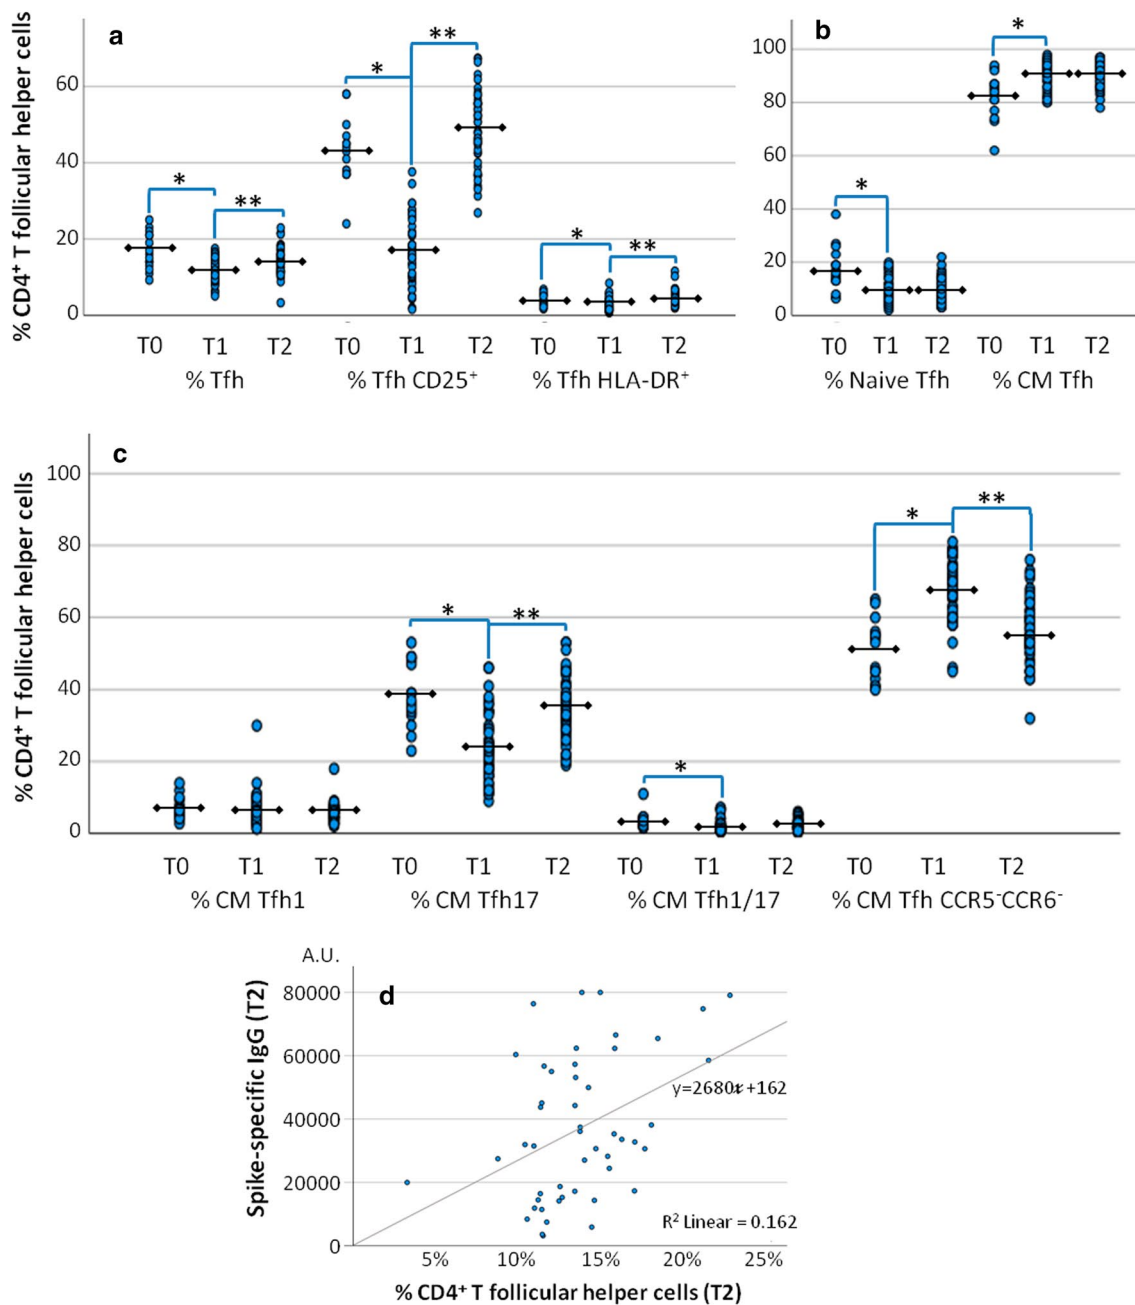 a
% CD4⁺ T follicular helper cells
60
40
20
0
* ** * ** * **
T0 T1 T2 T0 T1 T2 T0 T1 T2
% Tfh % Tfh CD25⁺ % Tfh HLA-DR⁺
b
100
80
60
40
20
0
* *
T0 T1 T2 T0 T1 T2
% Naive Tfh % CM Tfh
c
% CD4⁺ T follicular helper cells
100
80
60
40
20
0
* ** * * **
T0 T1 T2 T0 T1 T2 T0 T1 T2 T0 T1 T2
% CM Tfh1 % CM Tfh17 % CM Tfh1/17 % CM Tfh CCR5⁻CCR6⁻
A.U.
d
Spike-specific IgG (T2)
80000
60000
40000
20000
0
y=2680x+162
R² Linear = 0.162
5% 10% 15% 20% 25%
% CD4⁺ T follicular helper cells (T2)